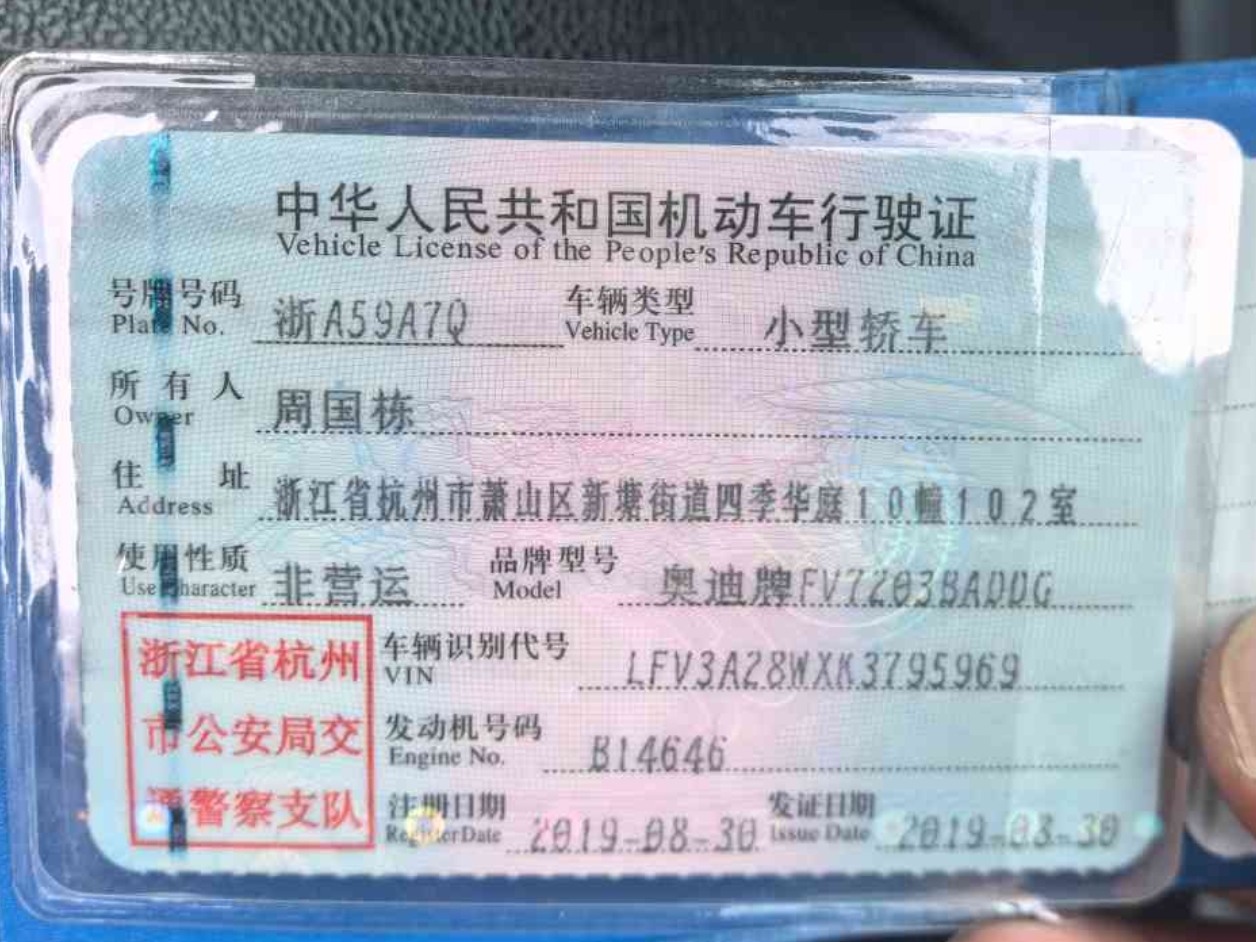 中华人民共和国机动车行驶证
Vehicle License of the People's Republic of China
号牌号码 浙A59A7Q 车辆类型 小型轿车
Plate No. Vehicle Type
所有人 周国栋
Owner
住址 浙江省杭州市萧山区新塘街道四季华庭10幢102室
Address
使用性质 非营运 品牌型号 奥迪牌FV7203BADDG
Use Character Model
浙江省杭州 车辆识别代号 LFV3A28WXK3795969
VIN
市公安局交 发动机号码 B14646
Engine No.
通警察支队 注册日期 2019-08-30 发证日期 2019-08-30
Register Date Issue Date